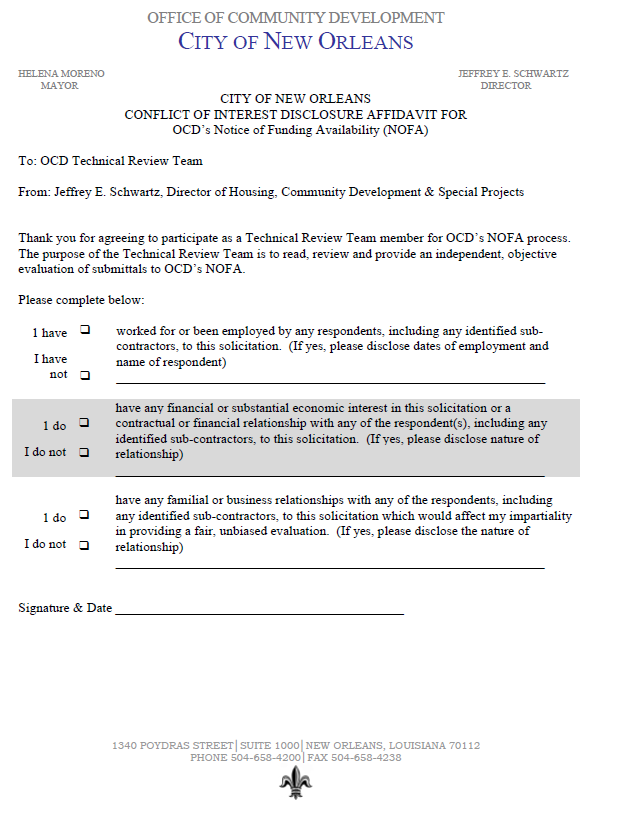 OFFICE OF COMMUNITY DEVELOPMENT
CITY OF NEW ORLEANS
HELENA MORENO
MAYOR
JEFFREY E. SCHWARTZ
DIRECTOR
CITY OF NEW ORLEANS
CONFLICT OF INTEREST DISCLOSURE AFFIDAVIT FOR
OCD's Notice of Funding Availability (NOFA)
To: OCD Technical Review Team
From: Jeffrey E. Schwartz, Director of Housing, Community Development & Special Projects
Thank you for agreeing to participate as a Technical Review Team member for OCD's NOFA process.
The purpose of the Technical Review Team is to read, review and provide an independent, objective
evaluation of submittals to OCD's NOFA.
Please complete below:
I have ❑
I have
not ❑
worked for or been employed by any respondents, including any identified sub-
contractors, to this solicitation. (If yes, please disclose dates of employment and
name of respondent)
I do ❑
I do not ❑
have any financial or substantial economic interest in this solicitation or a
contractual or financial relationship with any of the respondent(s), including any
identified sub-contractors, to this solicitation. (If yes, please disclose nature of
relationship)
I do ❑
I do not ❑
have any familial or business relationships with any of the respondents, including
any identified sub-contractors, to this solicitation which would affect my impartiality
in providing a fair, unbiased evaluation. (If yes, please disclose the nature of
relationship)
Signature & Date
1340 POYDRAS STREET| SUITE 1000| NEW ORLEANS, LOUISIANA 70112
PHONE 504-658-4200| FAX 504-658-4238